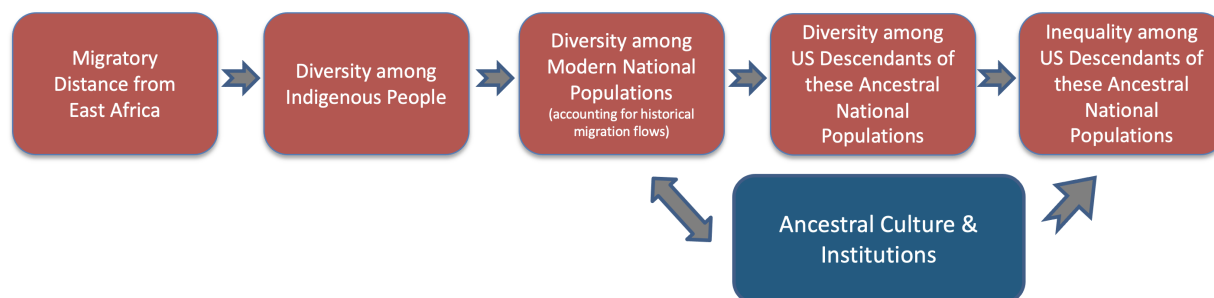 Migratory
Distance from
East Africa
Diversity among
Indigenous People
Diversity among
Modern National
Populations
(accounting for historical
migration flows)
Diversity among
US Descendants of
these Ancestral
National
Populations
Inequality among
US Descendants of
these Ancestral
National
Populations
Ancestral Culture &
Institutions